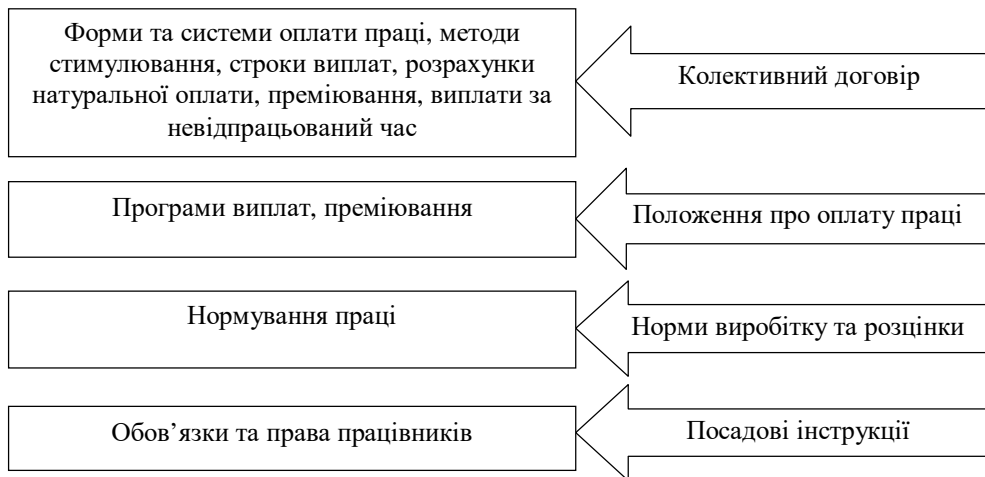 Форми та системи оплати праці, методи
стимулювання, строки виплат, розрахунки
натуральної оплати, преміювання, виплати за
невідпрацьований час
Колективний договір
Програми виплат, преміювання
Положення про оплату праці
Нормування праці
Норми виробітку та розцінки
Обов’язки та права працівників
Посадові інструкції